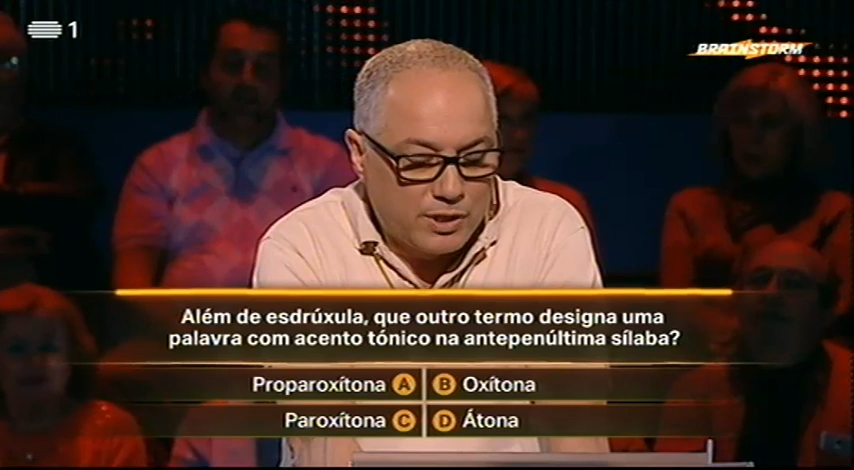 1
BRAINSTORM
Além de esdrúxula, que outro termo designa uma
palavra com acento tónico na antepenúltima sílaba?
Proparoxítona A B Oxítona
Paroxítona C D Átona